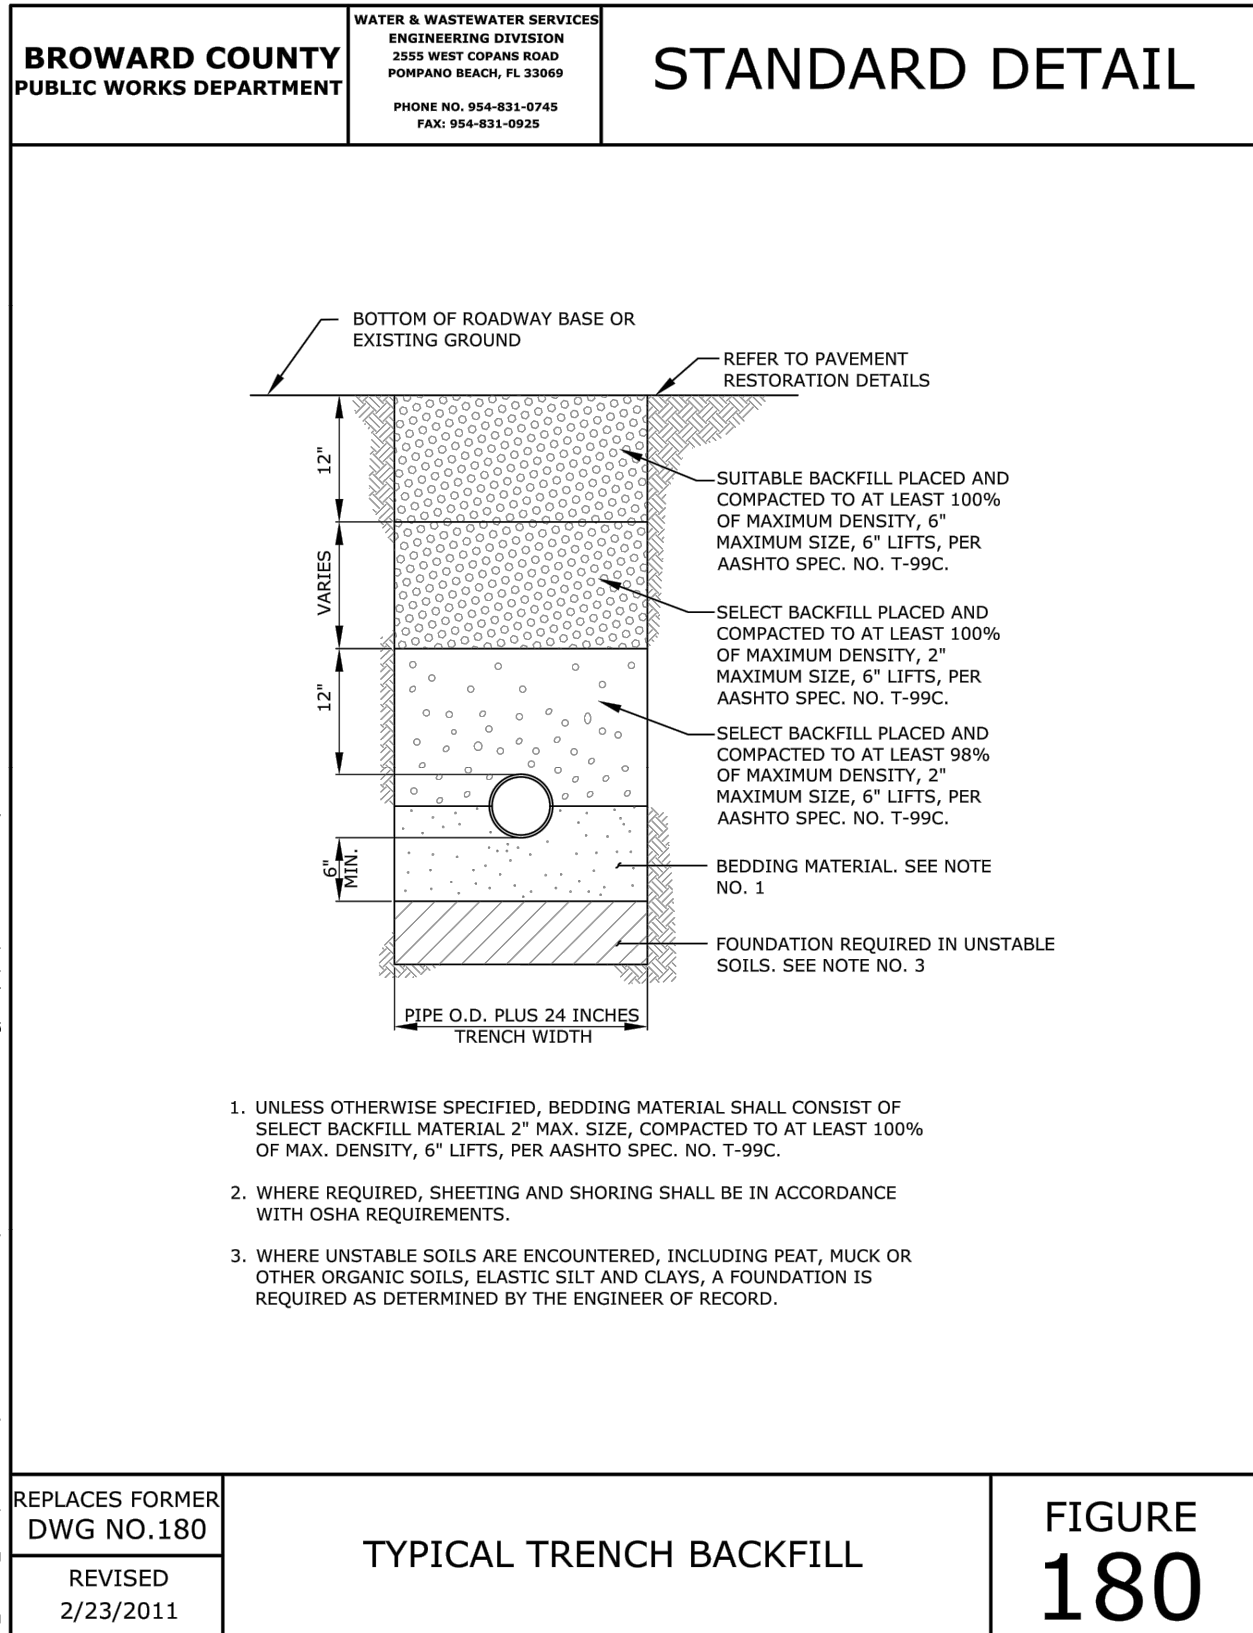 BROWARD COUNTY
PUBLIC WORKS DEPARTMENT
WATER & WASTEWATER SERVICES
ENGINEERING DIVISION
2555 WEST COPANS ROAD
POMPANO BEACH, FL 33069
PHONE NO. 954-831-0745
FAX: 954-831-0925
STANDARD DETAIL
BOTTOM OF ROADWAY BASE OR
EXISTING GROUND
REFER TO PAVEMENT
RESTORATION DETAILS
12"
SUITABLE BACKFILL PLACED AND
COMPACTED TO AT LEAST 100%
OF MAXIMUM DENSITY, 6"
MAXIMUM SIZE, 6" LIFTS, PER
AASHTO SPEC. NO. T-99C.
VARIES
SELECT BACKFILL PLACED AND
COMPACTED TO AT LEAST 100%
OF MAXIMUM DENSITY, 2"
MAXIMUM SIZE, 6" LIFTS, PER
AASHTO SPEC. NO. T-99C.
12"
SELECT BACKFILL PLACED AND
COMPACTED TO AT LEAST 98%
OF MAXIMUM DENSITY, 2"
MAXIMUM SIZE, 6" LIFTS, PER
AASHTO SPEC. NO. T-99C.
6"
MIN.
BEDDING MATERIAL. SEE NOTE
NO. 1
FOUNDATION REQUIRED IN UNSTABLE
SOILS. SEE NOTE NO. 3
PIPE O.D. PLUS 24 INCHES
TRENCH WIDTH
1. UNLESS OTHERWISE SPECIFIED, BEDDING MATERIAL SHALL CONSIST OF
SELECT BACKFILL MATERIAL 2" MAX. SIZE, COMPACTED TO AT LEAST 100%
OF MAX. DENSITY, 6" LIFTS, PER AASHTO SPEC. NO. T-99C.
2. WHERE REQUIRED, SHEETING AND SHORING SHALL BE IN ACCORDANCE
WITH OSHA REQUIREMENTS.
3. WHERE UNSTABLE SOILS ARE ENCOUNTERED, INCLUDING PEAT, MUCK OR
OTHER ORGANIC SOILS, ELASTIC SILT AND CLAYS, A FOUNDATION IS
REQUIRED AS DETERMINED BY THE ENGINEER OF RECORD.
REPLACES FORMER
DWG NO.180
REVISED
2/23/2011
TYPICAL TRENCH BACKFILL
FIGURE
180